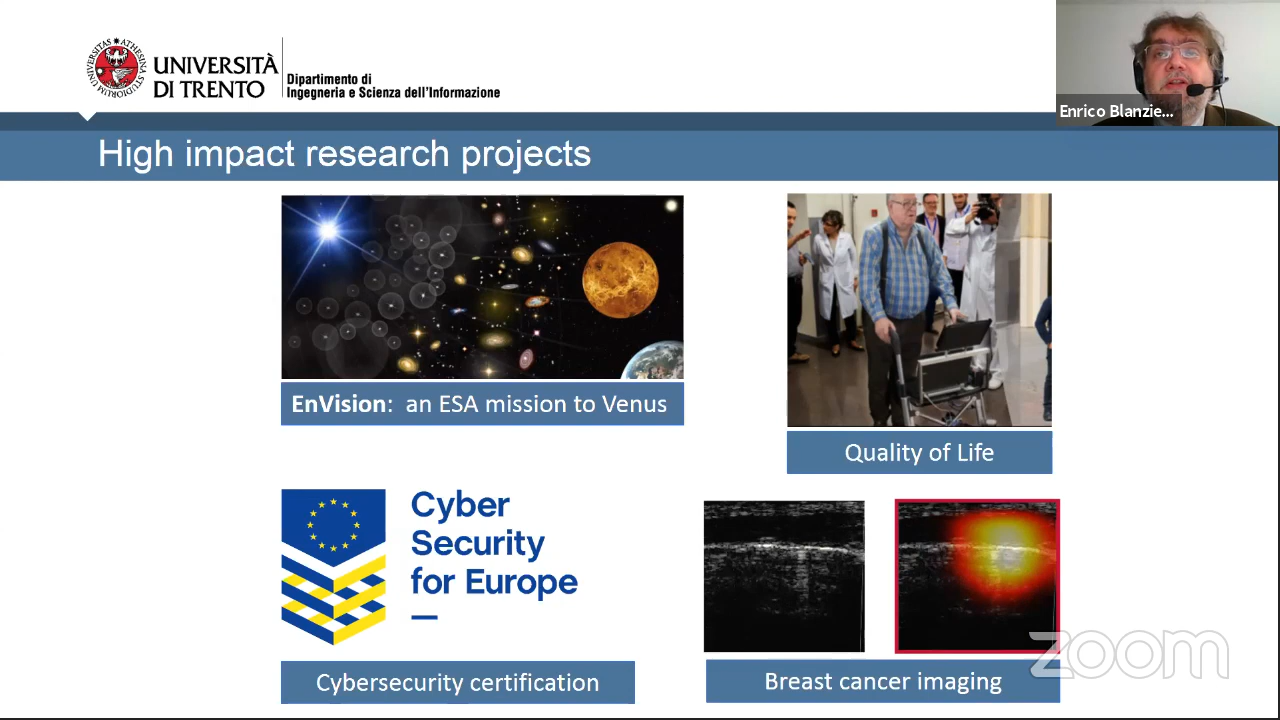 UNIVERSITÀ
DI TRENTO
Dipartimento di
Ingegneria e Scienza dell'Informazione
Enrico Blanzie...
High impact research projects
EnVision: an ESA mission to Venus
Quality of Life
Cyber
Security
for Europe
Cybersecurity certification
Breast cancer imaging
zoom